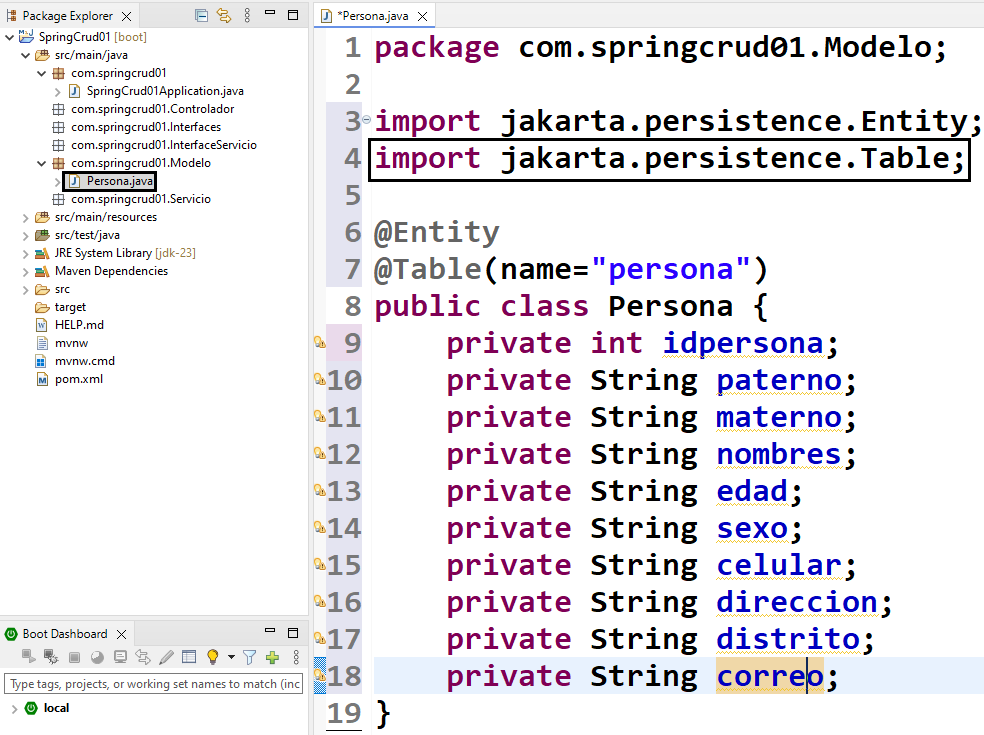 Package Explorer
SpringCrud01 [boot]
src/main/java
com.springcrud01
SpringCrud01Application.java
com.springcrud01.Controlador
com.springcrud01.Interfaces
com.springcrud01.InterfaceServicio
com.springcrud01.Modelo
Persona.java
com.springcrud01.Servicio
src/main/resources
src/test/java
JRE System Library [jdk-23]
Maven Dependencies
src
target
HELP.md
mvnw
mvnw.cmd
pom.xml
Boot Dashboard
Type tags, projects, or working set names to match (inc
local
*Persona.java
1 package com.springcrud01.Modelo;
2
3 import jakarta.persistence.Entity;
4 import jakarta.persistence.Table;
5
6 @Entity
7 @Table(name="persona")
8 public class Persona {
9 private int idpersona;
10 private String paterno;
11 private String materno;
12 private String nombres;
13 private String edad;
14 private String sexo;
15 private String celular;
16 private String direccion;
17 private String distrito;
18 private String correo;
19 }